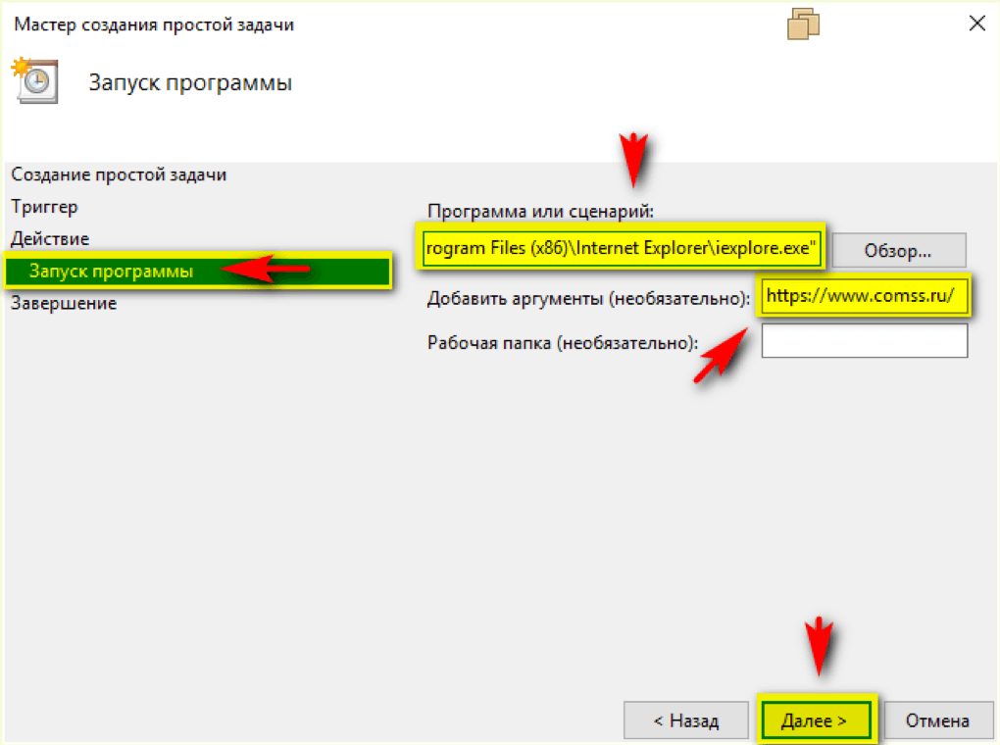 Мастер создания простой задачи
Запуск программы
Создание простой задачи
Триггер
Действие
Запуск программы
Завершение
Программа или сценарий:
rogram Files (x86)\Internet Explorer\iexplore.exe"
Обзор...
Добавить аргументы (необязательно):
https://www.comss.ru/
Рабочая папка (необязательно):
< Назад
Далее >
Отмена